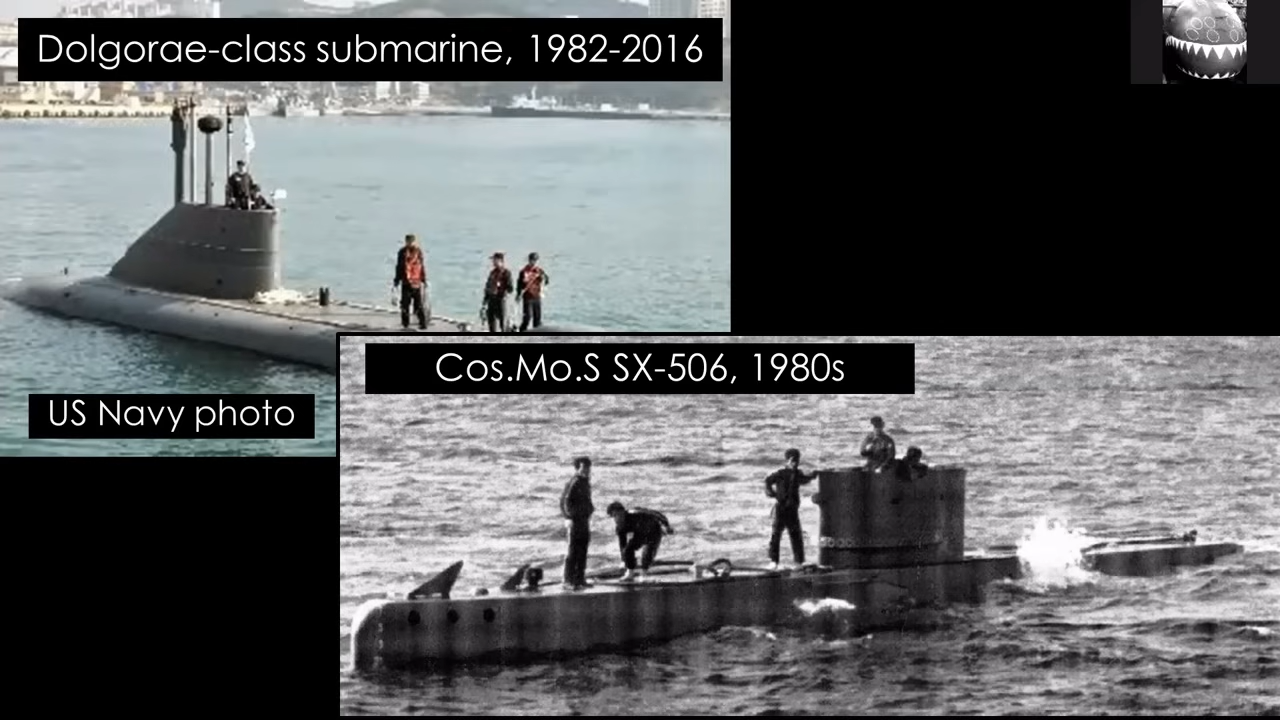 Dolgorae-class submarine, 1982-2016
US Navy photo
Cos.Mo.S SX-506, 1980s